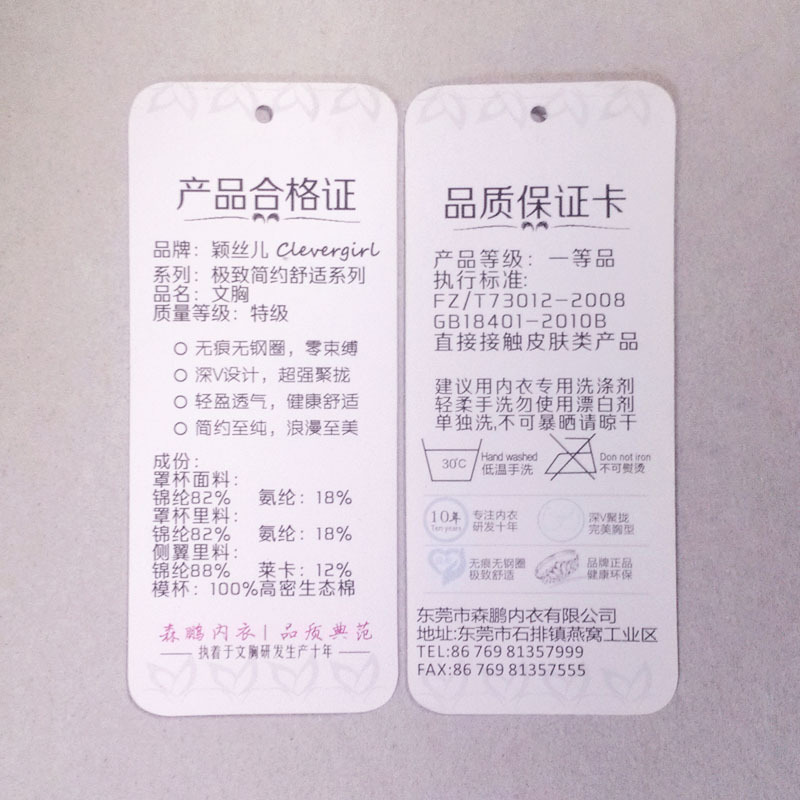 产品合格证
品牌：颖丝儿 Clevergirl
系列：极致简约舒适系列
品名：文胸
质量等级：特级
无痕无钢圈，零束缚
深V设计，超强聚拢
轻盈透气，健康舒适
简约至纯，浪漫至美
成份：
罩杯面料：
锦纶82% 氨纶：18%
罩杯里料：
锦纶82% 氨纶：18%
侧翼里料：
锦纶88% 莱卡：12%
模杯：100%高密生态棉
森鹏内衣｜品质典范
执着于文胸研发生产十年
品质保证卡
产品等级：一等品
执行标准：
FZ/T73012-2008
GB18401-2010B
直接接触皮肤类产品
建议用内衣专用洗涤剂
轻柔手洗勿使用漂白剂
单独洗,不可暴晒请晾干
30℃ Hand washed
低温手洗
Don not iron
不可熨烫
10年
Ten years
专注内衣
研发十年
深V聚拢
完美胸型
无痕无钢圈
极致舒适
品牌正品
健康环保
东莞市森鹏内衣有限公司
地址:东莞市石排镇燕窝工业区
TEL:86 769 81357999
FAX:86 769 81357555